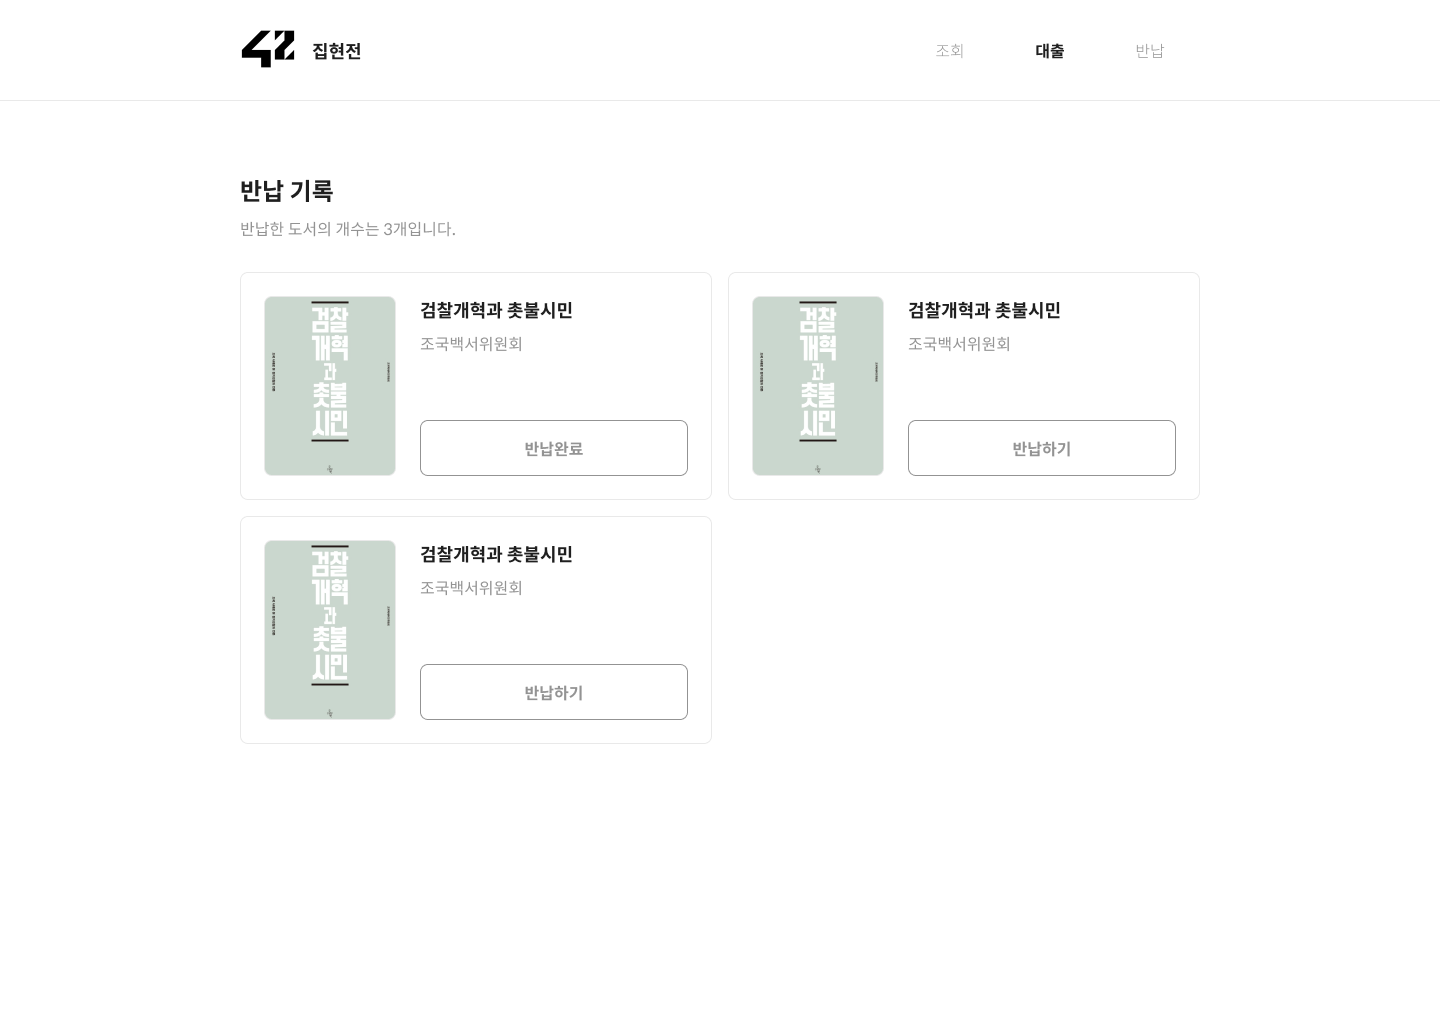 42 집현전
조회 대출 반납
반납 기록
반납한 도서의 개수는 3개입니다.
검찰
개혁
과
촛불
시민
검찰개혁과 촛불시민
조국백서위원회
반납완료
검찰
개혁
과
촛불
시민
검찰개혁과 촛불시민
조국백서위원회
반납하기
검찰
개혁
과
촛불
시민
검찰개혁과 촛불시민
조국백서위원회
반납하기